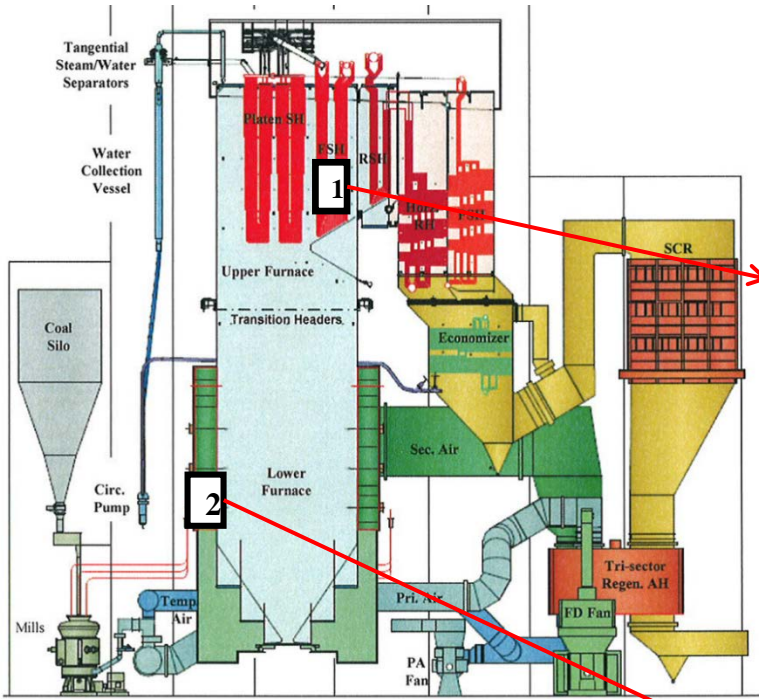 Tangential
Steam/Water
Separators
Platen SH
FSH
RSH
Water
Collection
Vessel
1
Horz
RH
PSH
SCR
Upper Furnace
Transition Headers
Coal
Silo
Economizer
Sec. Air
Lower
Furnace
2
Circ.
Pump
Tri-sector
Regen. AH
Mills
Temp
Air
Pri. Air
FD Fan
PA
Fan